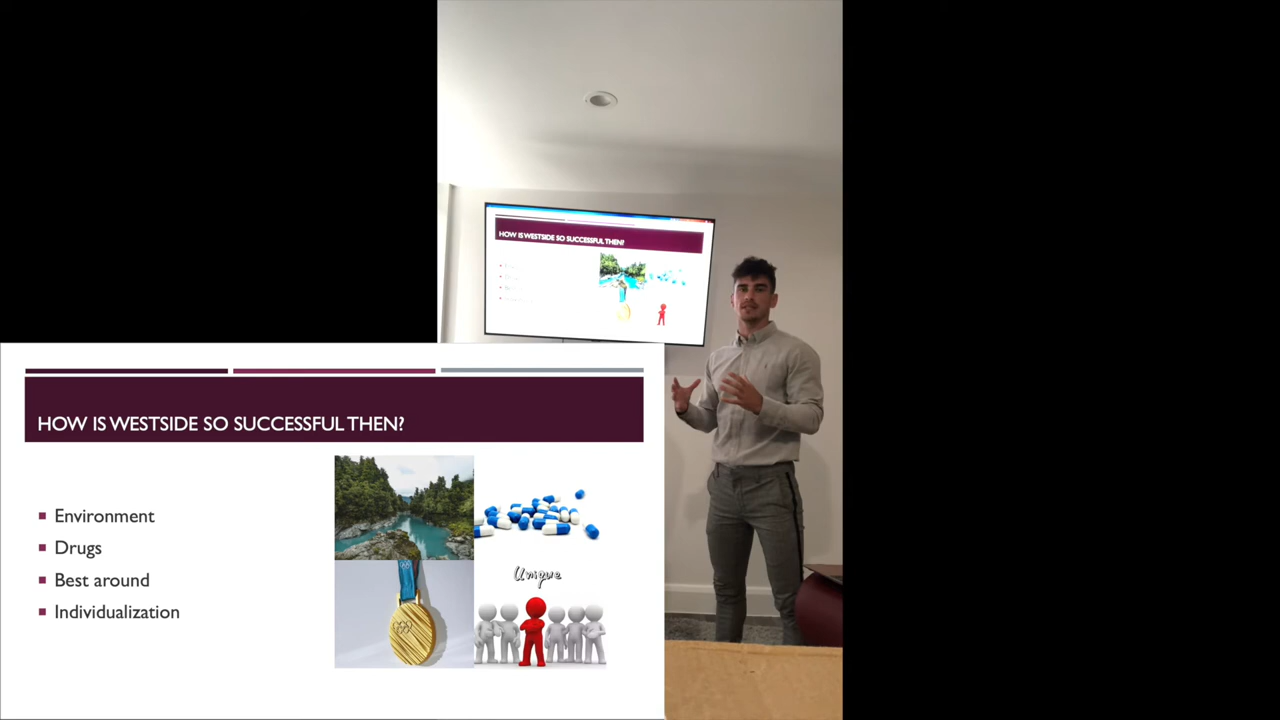 HOW IS WESTSIDE SO SUCCESSFUL THEN?
HOW IS WESTSIDE SO SUCCESSFUL THEN?
Environment
Drugs
Best around
Individualization
Unique